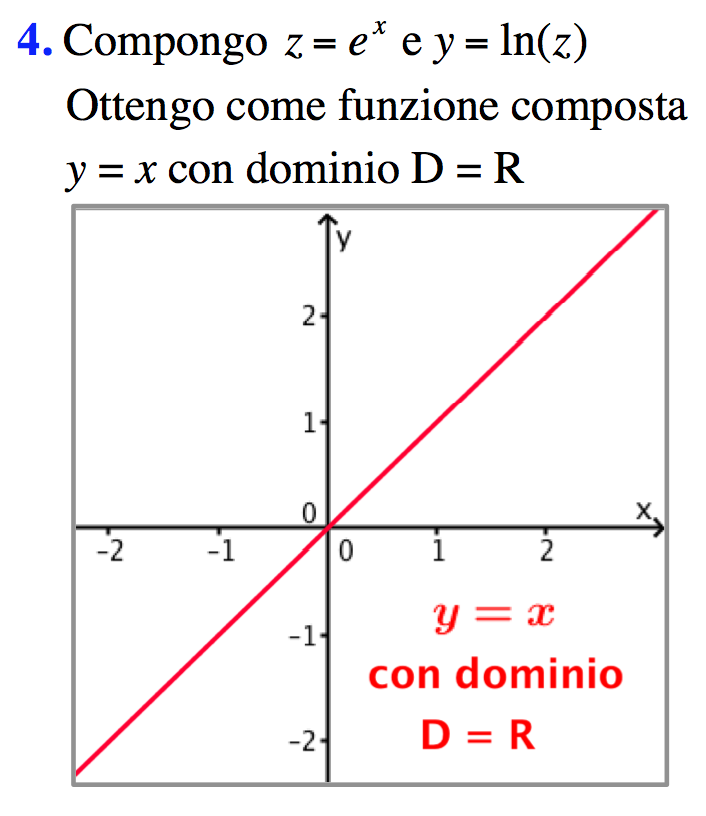 4. Compongo z = eˣ e y = ln(z)
Ottengo come funzione composta
y = x con dominio D = R
y
2
1
0
x
-2
-1
0
1
2
-1
-2
y = x
con dominio
D = R